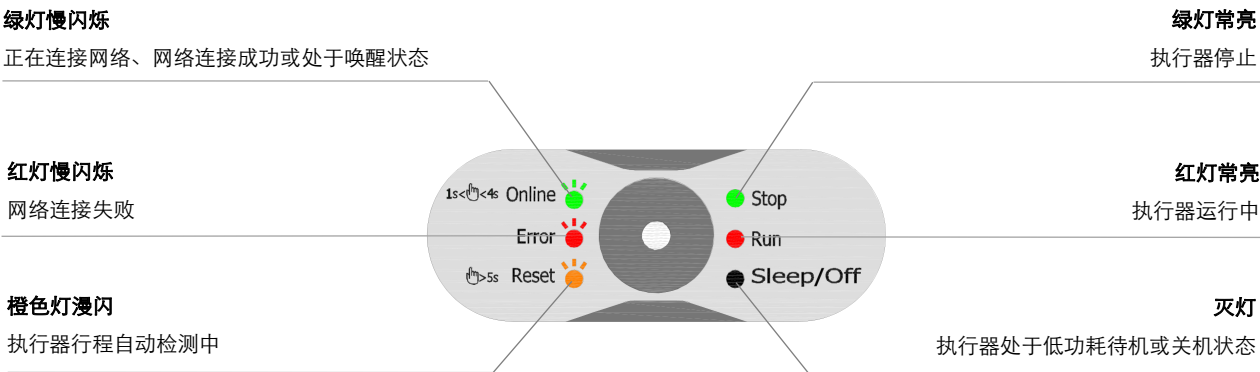 绿灯慢闪烁
正在连接网络、网络连接成功或处于唤醒状态
绿灯常亮
执行器停止
红灯慢闪烁
网络连接失败
红灯常亮
执行器运行中
橙色灯漫闪
执行器行程自动检测中
灭灯
执行器处于低功耗待机或关机状态
1s<👆<4s Online
Error
👆>5s Reset
Stop
Run
Sleep/Off